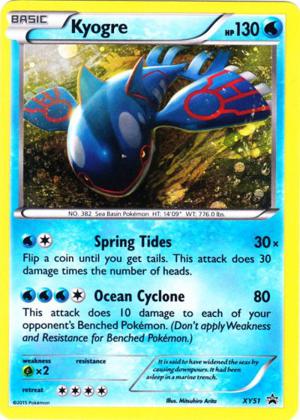 BASIC
Kyogre HP130
NO. 382 Sea Basin Pokémon HT: 14'09" WT: 776.0 lbs.
Spring Tides 30×
Flip a coin until you get tails. This attack does 30
damage times the number of heads.
Ocean Cyclone 80
This attack does 10 damage to each of your
opponent's Benched Pokémon. (Don't apply Weakness
and Resistance for Benched Pokémon.)
weakness resistance
×2
retreat
It is said to have widened the seas by
causing downpours. It had been
asleep in a marine trench.
Illus. Mitsuhiro Arita
©2015 Pokémon
XY51
PROMO